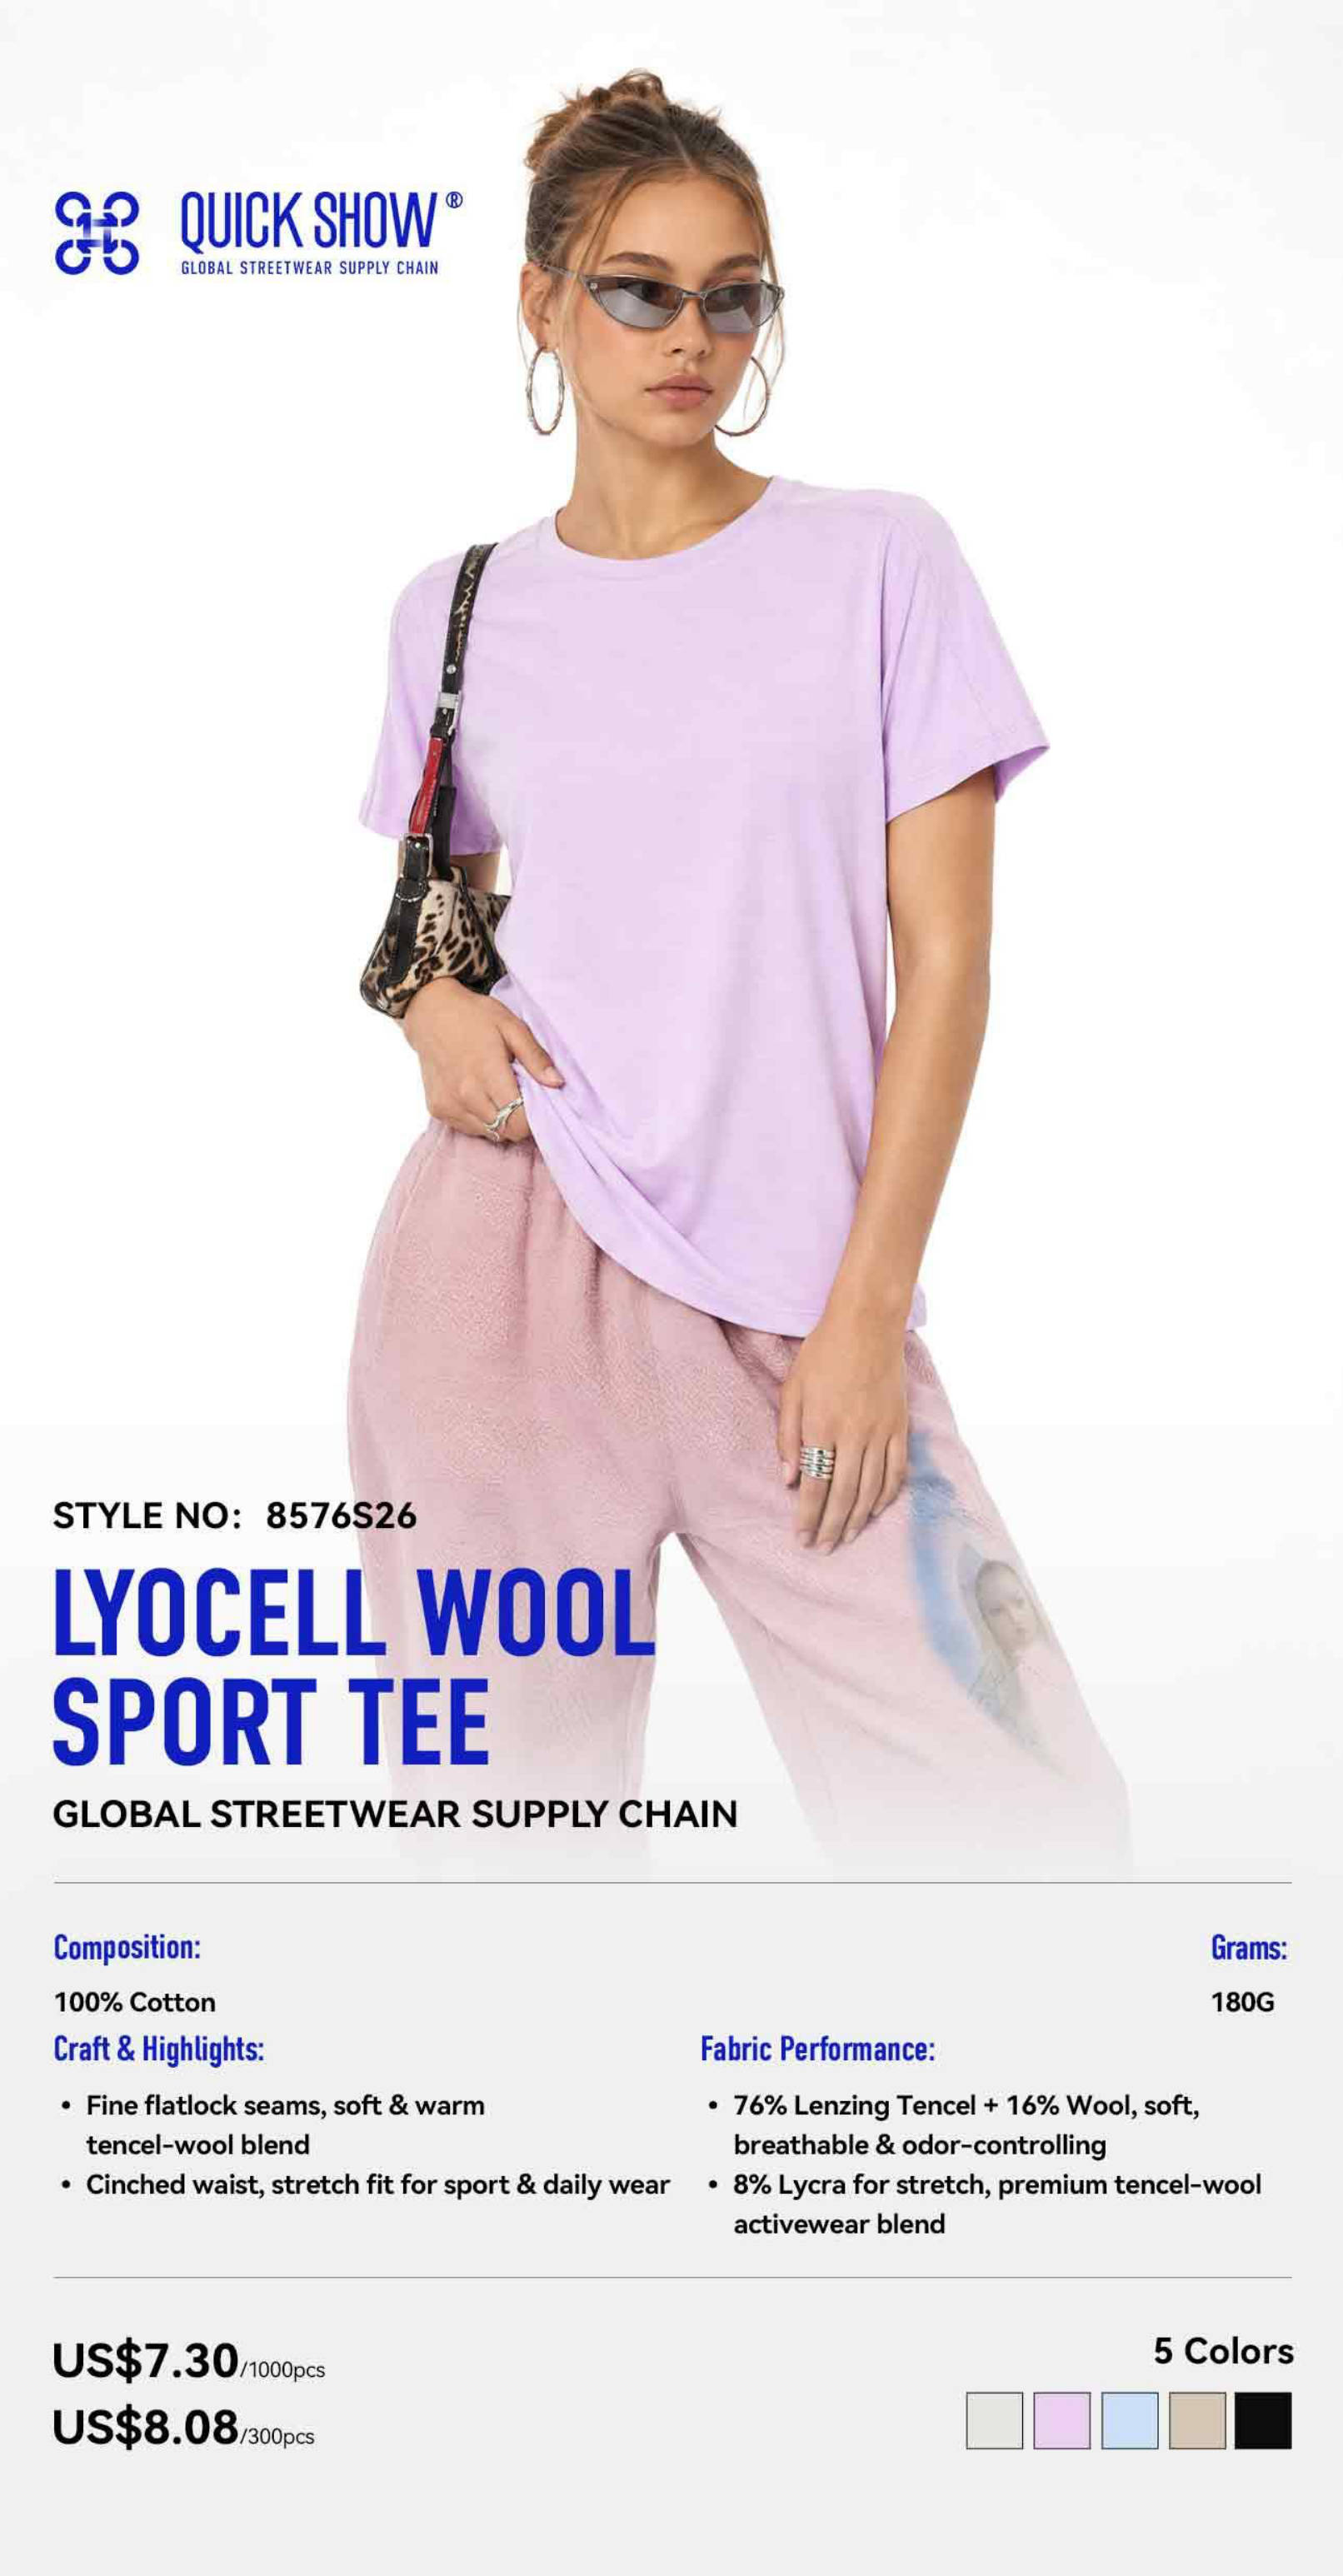 QUICK SHOW ®
GLOBAL STREETWEAR SUPPLY CHAIN
STYLE NO: 8576S26
LYOCELL WOOL
SPORT TEE
GLOBAL STREETWEAR SUPPLY CHAIN
Composition:
100% Cotton
Grams:
180G
Craft & Highlights:
• Fine flatlock seams, soft & warm
tencel-wool blend
• Cinched waist, stretch fit for sport & daily wear
Fabric Performance:
• 76% Lenzing Tencel + 16% Wool, soft,
breathable & odor-controlling
• 8% Lycra for stretch, premium tencel-wool
activewear blend
US$7.30/1000pcs
US$8.08/300pcs
5 Colors